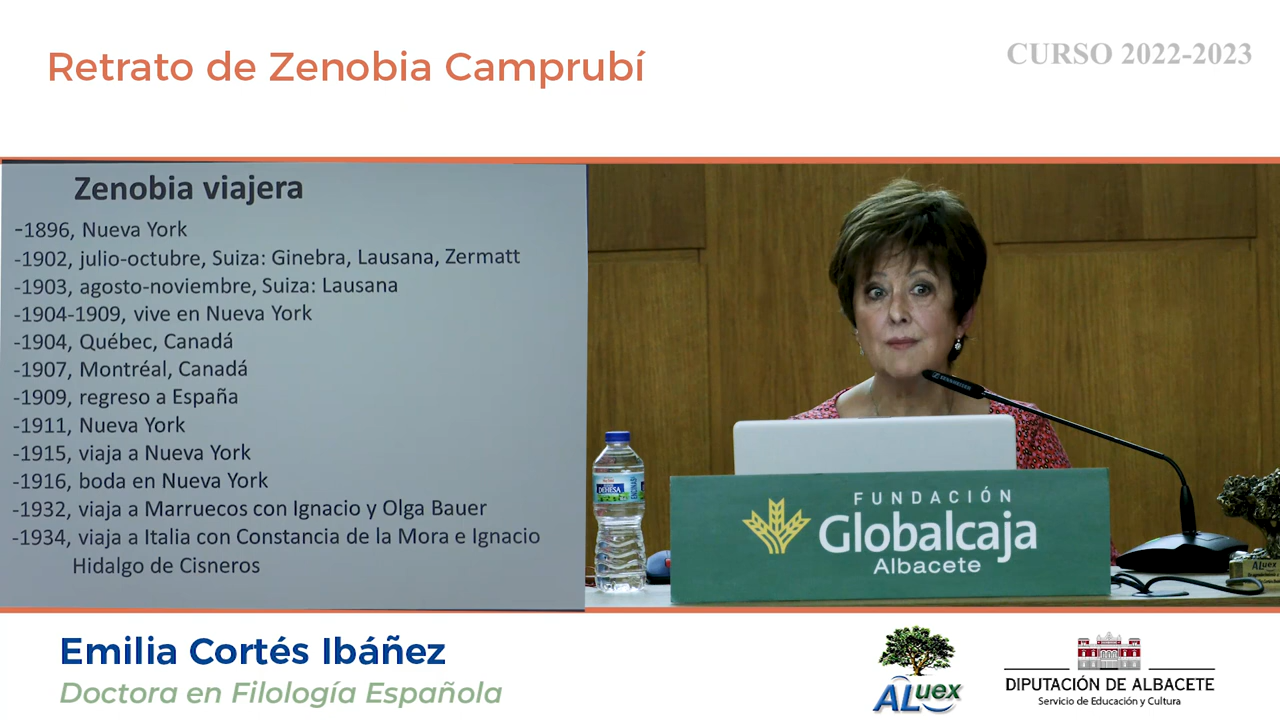 Retrato de Zenobia Camprubí
CURSO 2022-2023
Zenobia viajera
-1896, Nueva York
-1902, julio-octubre, Suiza: Ginebra, Lausana, Zermatt
-1903, agosto-noviembre, Suiza: Lausana
-1904-1909, vive en Nueva York
-1904, Québec, Canadá
-1907, Montréal, Canadá
-1909, regreso a España
-1911, Nueva York
-1915, viaja a Nueva York
-1916, boda en Nueva York
-1932, viaja a Marruecos con Ignacio y Olga Bauer
-1934, viaja a Italia con Constancia de la Mora e Ignacio
Hidalgo de Cisneros
SENNHEISER
DEHESA
FUNDACIÓN
Globalcaja
Albacete
ALuex
Emilia Cortés Ibáñez
Doctora en Filología Española
ALuex
DIPUTACIÓN DE ALBACETE
Servicio de Educación y Cultura